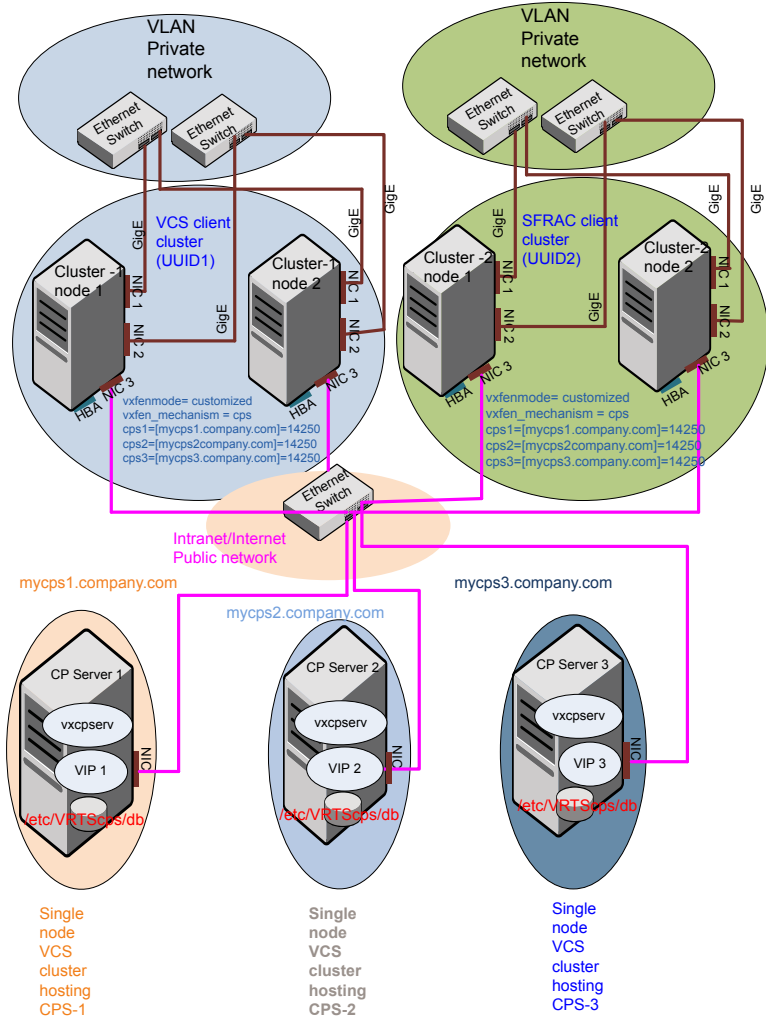 VLAN
Private
network
VLAN
Private
network
Ethernet
Switch
Ethernet
Switch
Ethernet
Switch
Ethernet
Switch
GigE
GigE
GigE
GigE
GigE
GigE
GigE
GigE
VCS client
cluster
(UUID1)
SFRAC client
cluster
(UUID2)
Cluster -1
node 1
NIC 1
NIC 2
NIC 3
HBA
Cluster-1
node 2
NIC 1
NIC 2
NIC 3
HBA
Cluster -2
node 1
NIC 1
NIC 2
NIC 3
HBA
Cluster-2
node 2
NIC 1
NIC 2
NIC 3
HBA
vxfenmode= customized
vxfen_mechanism = cps
cps1=[mycps1.company.com]=14250
cps2=[mycps2.company.com]=14250
cps3=[mycps3.company.com]=14250
vxfenmode= customized
vxfen_mechanism = cps
cps1=[mycps1.company.com]=14250
cps2=[mycps2company.com]=14250
cps3=[mycps3.company.com]=14250
Ethernet
Switch
Intranet/Internet
Public network
mycps1.company.com
mycps2.company.com
mycps3.company.com
CP Server 1
vxcpserv
VIP 1
NIC
/etc/VRTScps/db
CP Server 2
vxcpserv
VIP 2
NIC
/etc/VRTScps/db
CP Server 3
vxcpserv
VIP 3
NIC
/etc/VRTScps/db
Single
node
VCS
cluster
hosting
CPS-1
Single
node
VCS
cluster
hosting
CPS-2
Single
node
VCS
cluster
hosting
CPS-3